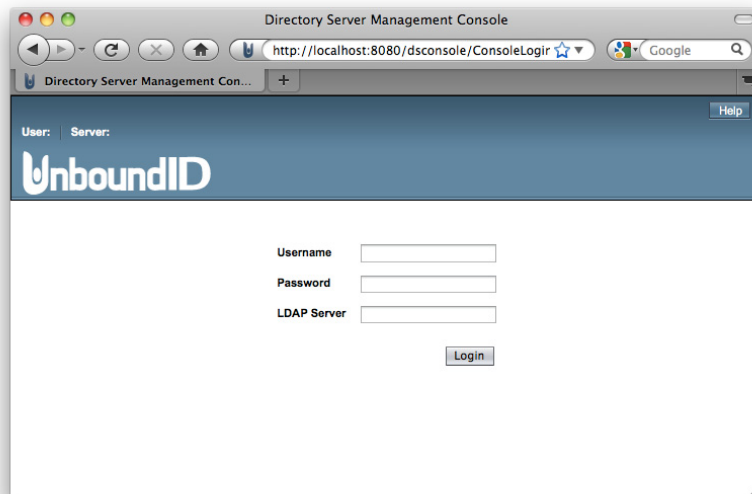 Directory Server Management Console
http://localhost:8080/dsconsole/ConsoleLogin
Google
Directory Server Management Con...
+
Help
User: Server:
UnboundID
Username
Password
LDAP Server
Login